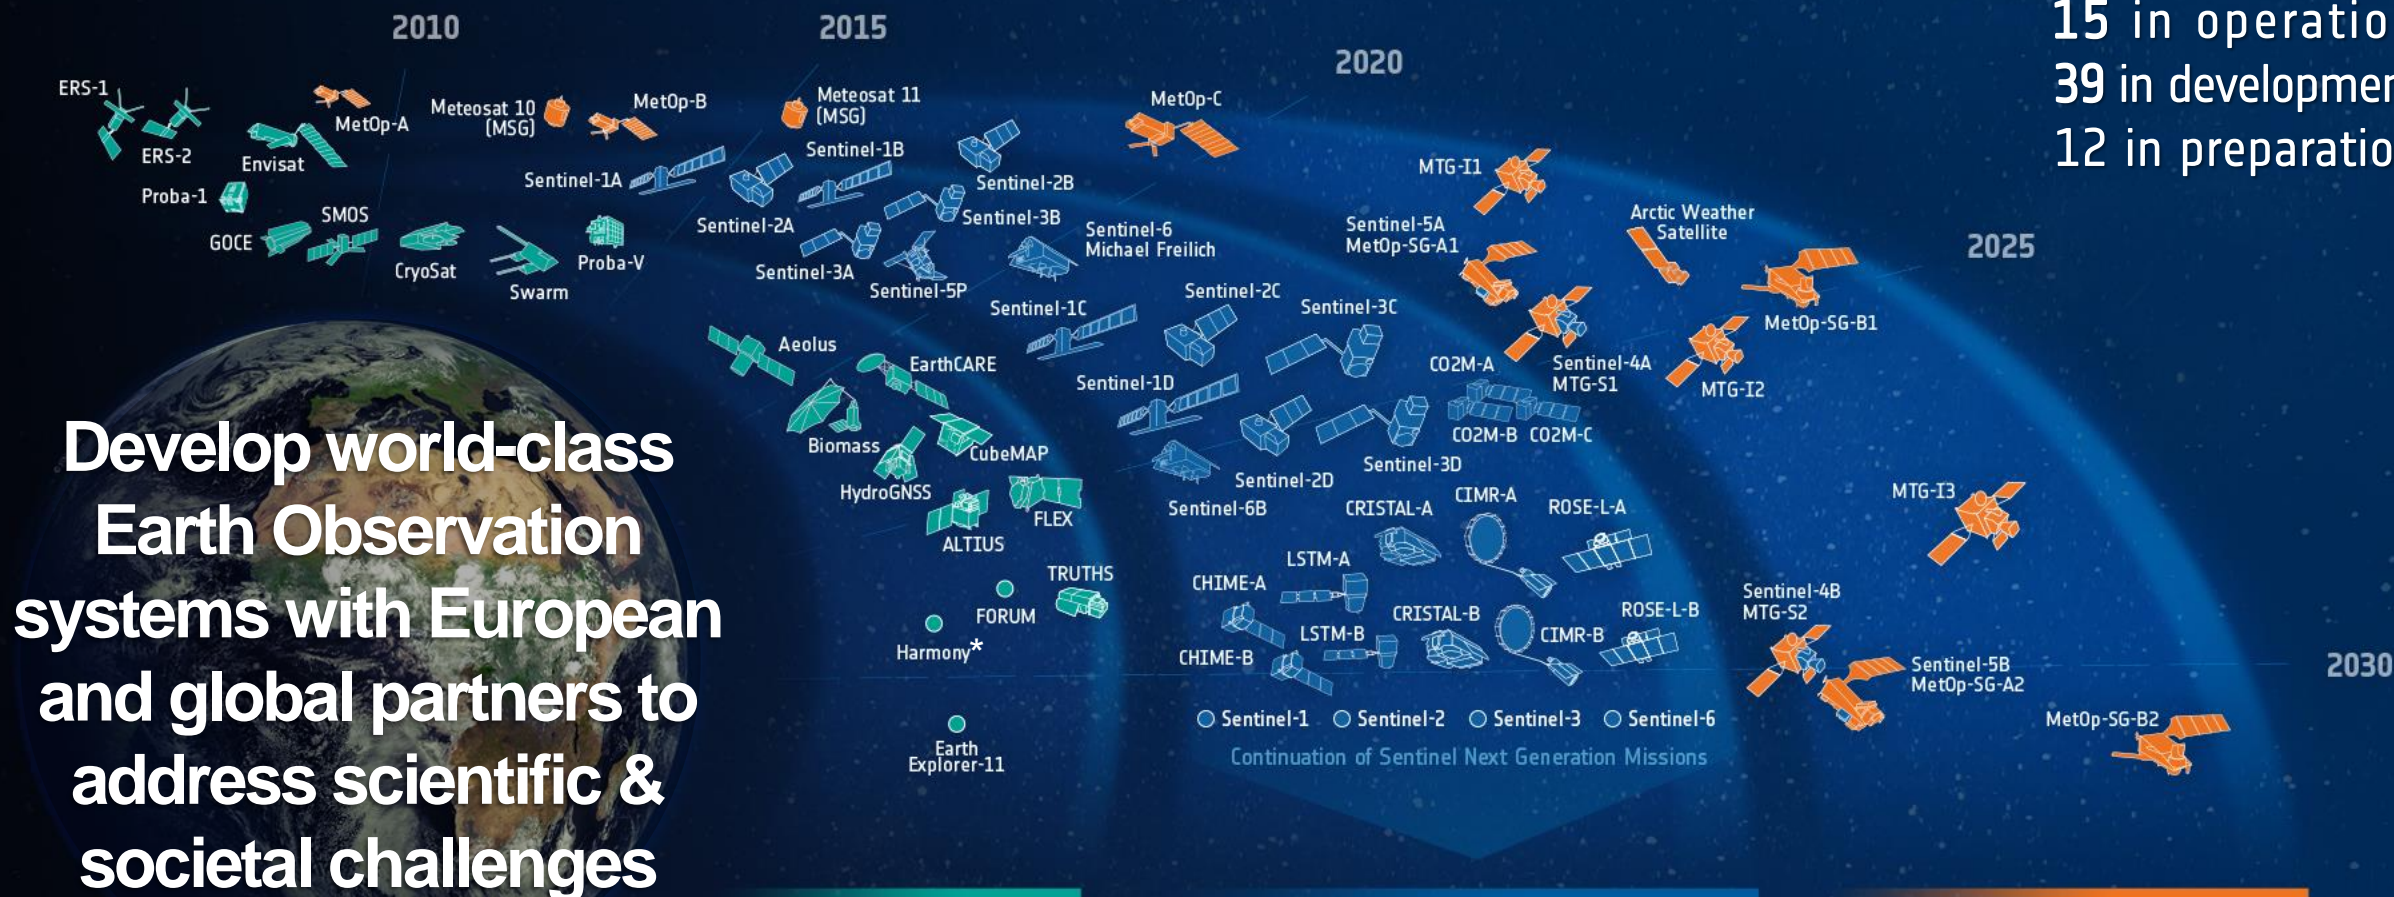 2010
2015
2020
2025
2030
15 in operatio
39 in developmen
12 in preparatio
ERS-1
ERS-2
MetOp-A
Envisat
Meteosat 10
(MSG)
MetOp-B
Meteosat 11
(MSG)
MetOp-C
Proba-1
GOCE
SMOS
CryoSat
Swarm
Proba-V
Sentinel-1A
Sentinel-2A
Sentinel-1B
Sentinel-2B
Sentinel-3B
Sentinel-3A
Sentinel-5P
Sentinel-6
Michael Freilich
MTG-I1
Sentinel-5A
MetOp-SG-A1
Arctic Weather
Satellite
MetOp-SG-B1
Sentinel-4A
MTG-S1
MTG-I2
Aeolus
EarthCARE
Biomass
CubeMAP
HydroGNSS
FLEX
ALTIUS
TRUTHS
FORUM
Harmony*
Earth
Explorer-11
Sentinel-1C
Sentinel-2C
Sentinel-3C
Sentinel-1D
Sentinel-2D
Sentinel-3D
Sentinel-6B
CO2M-A
CO2M-B CO2M-C
CRISTAL-A
CIMR-A
ROSE-L-A
LSTM-A
CHIME-A
CRISTAL-B
CIMR-B
ROSE-L-B
LSTM-B
CHIME-B
Sentinel-1 Sentinel-2 Sentinel-3 Sentinel-6
Continuation of Sentinel Next Generation Missions
MTG-I3
Sentinel-4B
MTG-S2
Sentinel-5B
MetOp-SG-A2
MetOp-SG-B2
Develop world-class
Earth Observation
systems with European
and global partners to
address scientific &
societal challenges